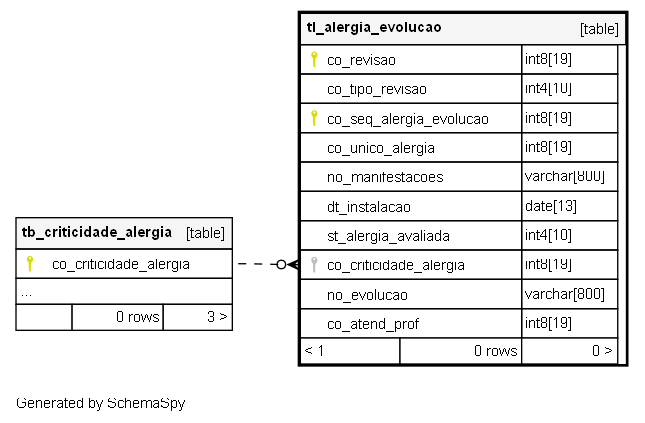 tl_alergia_evolucao [table]
co_revisao int8[19]
co_tipo_revisao int4[10]
co_seq_alergia_evolucao int8[19]
co_unico_alergia int8[19]
no_manifestacoes varchar[800]
dt_instalacao date[13]
st_alergia_avaliada int4[10]
co_criticidade_alergia int8[19]
no_evolucao varchar[800]
co_atend_prof int8[19]
< 1 0 rows 0 >
tb_criticidade_alergia [table]
co_criticidade_alergia
...
0 rows 3 >
Generated by SchemaSpy